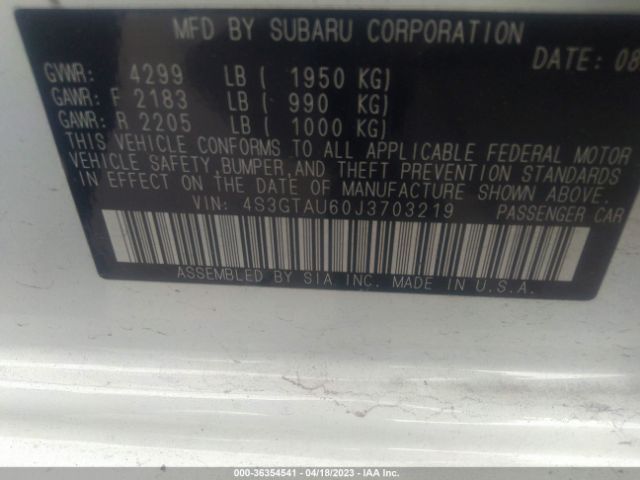 MFD BY SUBARU CORPORATION
DATE: 08
GVWR: 4299 LB ( 1950 KG)
GAWR: F 2183 LB ( 990 KG)
GAWR: R 2205 LB ( 1000 KG)
THIS VEHICLE CONFORMS TO ALL APPLICABLE FEDERAL MOTOR
VEHICLE SAFETY, BUMPER, AND THEFT PREVENTION STANDARDS
IN EFFECT ON THE DATE OF MANUFACTURE SHOWN ABOVE.
VIN: 4S3GTAU60J3703219 PASSENGER CAR
ASSEMBLED BY SIA INC. MADE IN U.S.A.
000-36354541 - 04/18/2023 - IAA Inc.